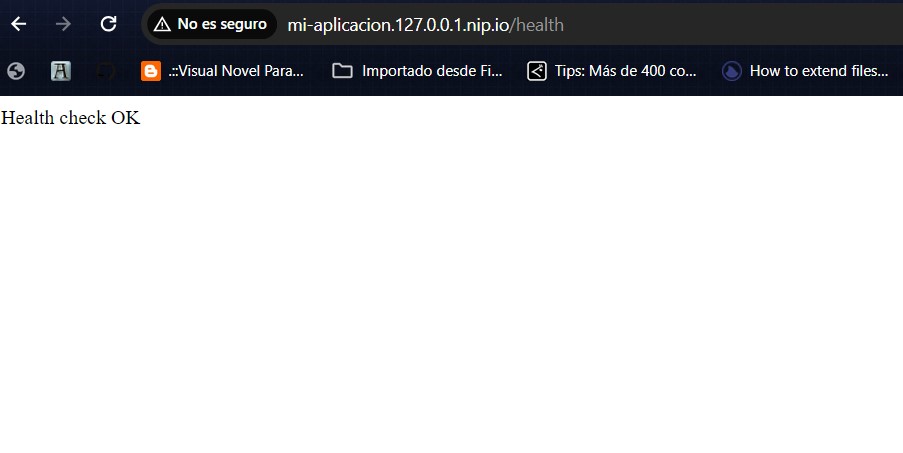 No es seguro mi-aplicacion.127.0.0.1.nip.io/health
.::Visual Novel Para... Importado desde Fi... Tips: Más de 400 co... How to extend files...
Health check OK